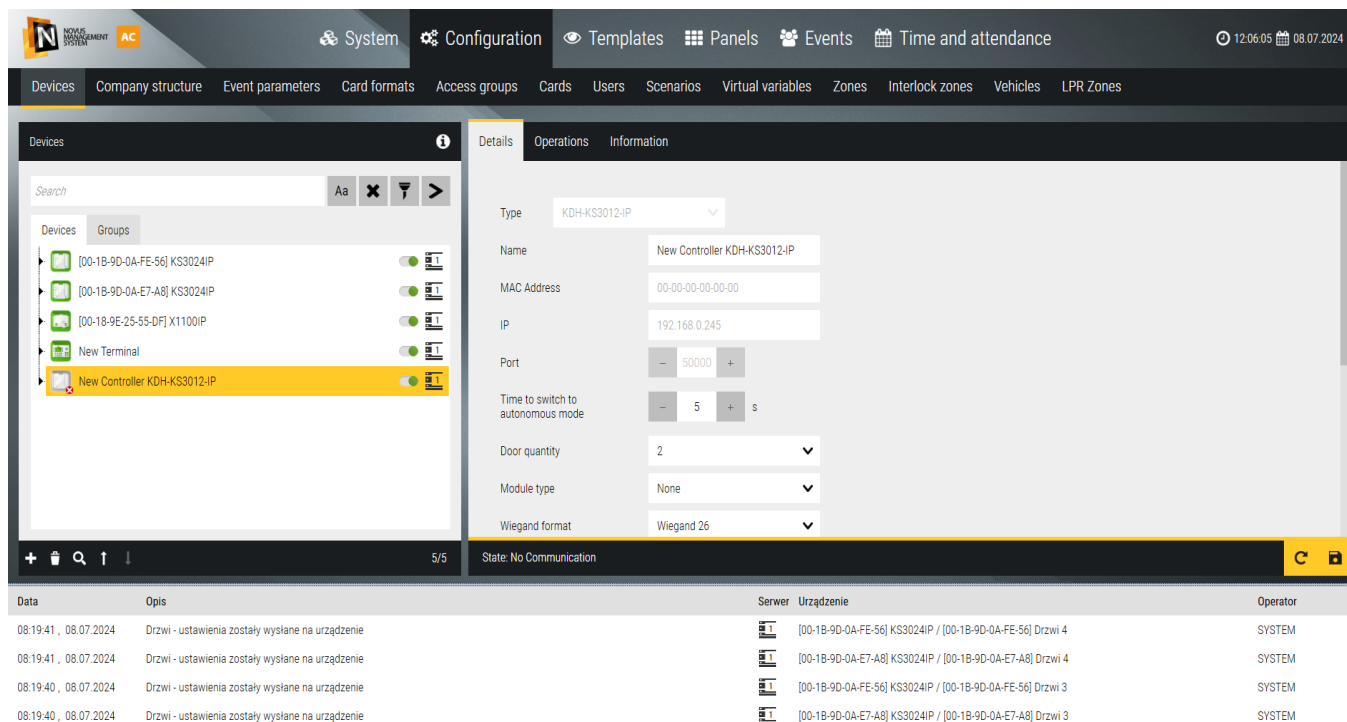 NOVUS MANAGEMENT SYSTEM AC System Configuration Templates Panels Events Time and attendance 12:06:05 08.07.2024
Devices Company structure Event parameters Card formats Access groups Cards Users Scenarios Virtual variables Zones Interlock zones Vehicles LPR Zones
Devices
Search Aa
Devices Groups
[00-1B-9D-0A-FE-56] KS3024IP 1
[00-1B-9D-0A-E7-A8] KS3024IP 1
[00-18-9E-25-55-DF] X1100IP 1
New Terminal 1
New Controller KDH-KS3012-IP 1
5/5
Details Operations Information
Type KDH-KS3012-IP
Name New Controller KDH-KS3012-IP
MAC Address 00-00-00-00-00-00
IP 192.168.0.245
Port − 50000 +
Time to switch to
autonomous mode − 5 + s
Door quantity 2
Module type None
Wiegand format Wiegand 26
State: No Communication
Data Opis Serwer Urządzenie Operator
08:19:41 , 08.07.2024 Drzwi - ustawienia zostały wysłane na urządzenie 1 [00-1B-9D-0A-FE-56] KS3024IP / [00-1B-9D-0A-FE-56] Drzwi 4 SYSTEM
08:19:41 , 08.07.2024 Drzwi - ustawienia zostały wysłane na urządzenie 1 [00-1B-9D-0A-E7-A8] KS3024IP / [00-1B-9D-0A-E7-A8] Drzwi 4 SYSTEM
08:19:40 , 08.07.2024 Drzwi - ustawienia zostały wysłane na urządzenie 1 [00-1B-9D-0A-FE-56] KS3024IP / [00-1B-9D-0A-FE-56] Drzwi 3 SYSTEM
08:19:40 , 08.07.2024 Drzwi - ustawienia zostały wysłane na urządzenie 1 [00-1B-9D-0A-E7-A8] KS3024IP / [00-1B-9D-0A-E7-A8] Drzwi 3 SYSTEM